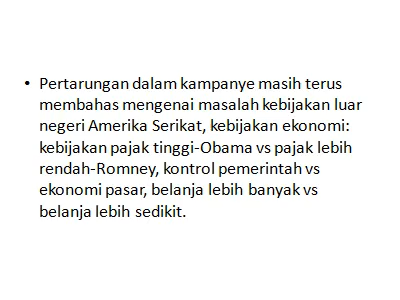 • Pertarungan dalam kampanye masih terus
membahas mengenai masalah kebijakan luar
negeri Amerika Serikat, kebijakan ekonomi:
kebijakan pajak tinggi-Obama vs pajak lebih
rendah-Romney, kontrol pemerintah vs
ekonomi pasar, belanja lebih banyak vs
belanja lebih sedikit.